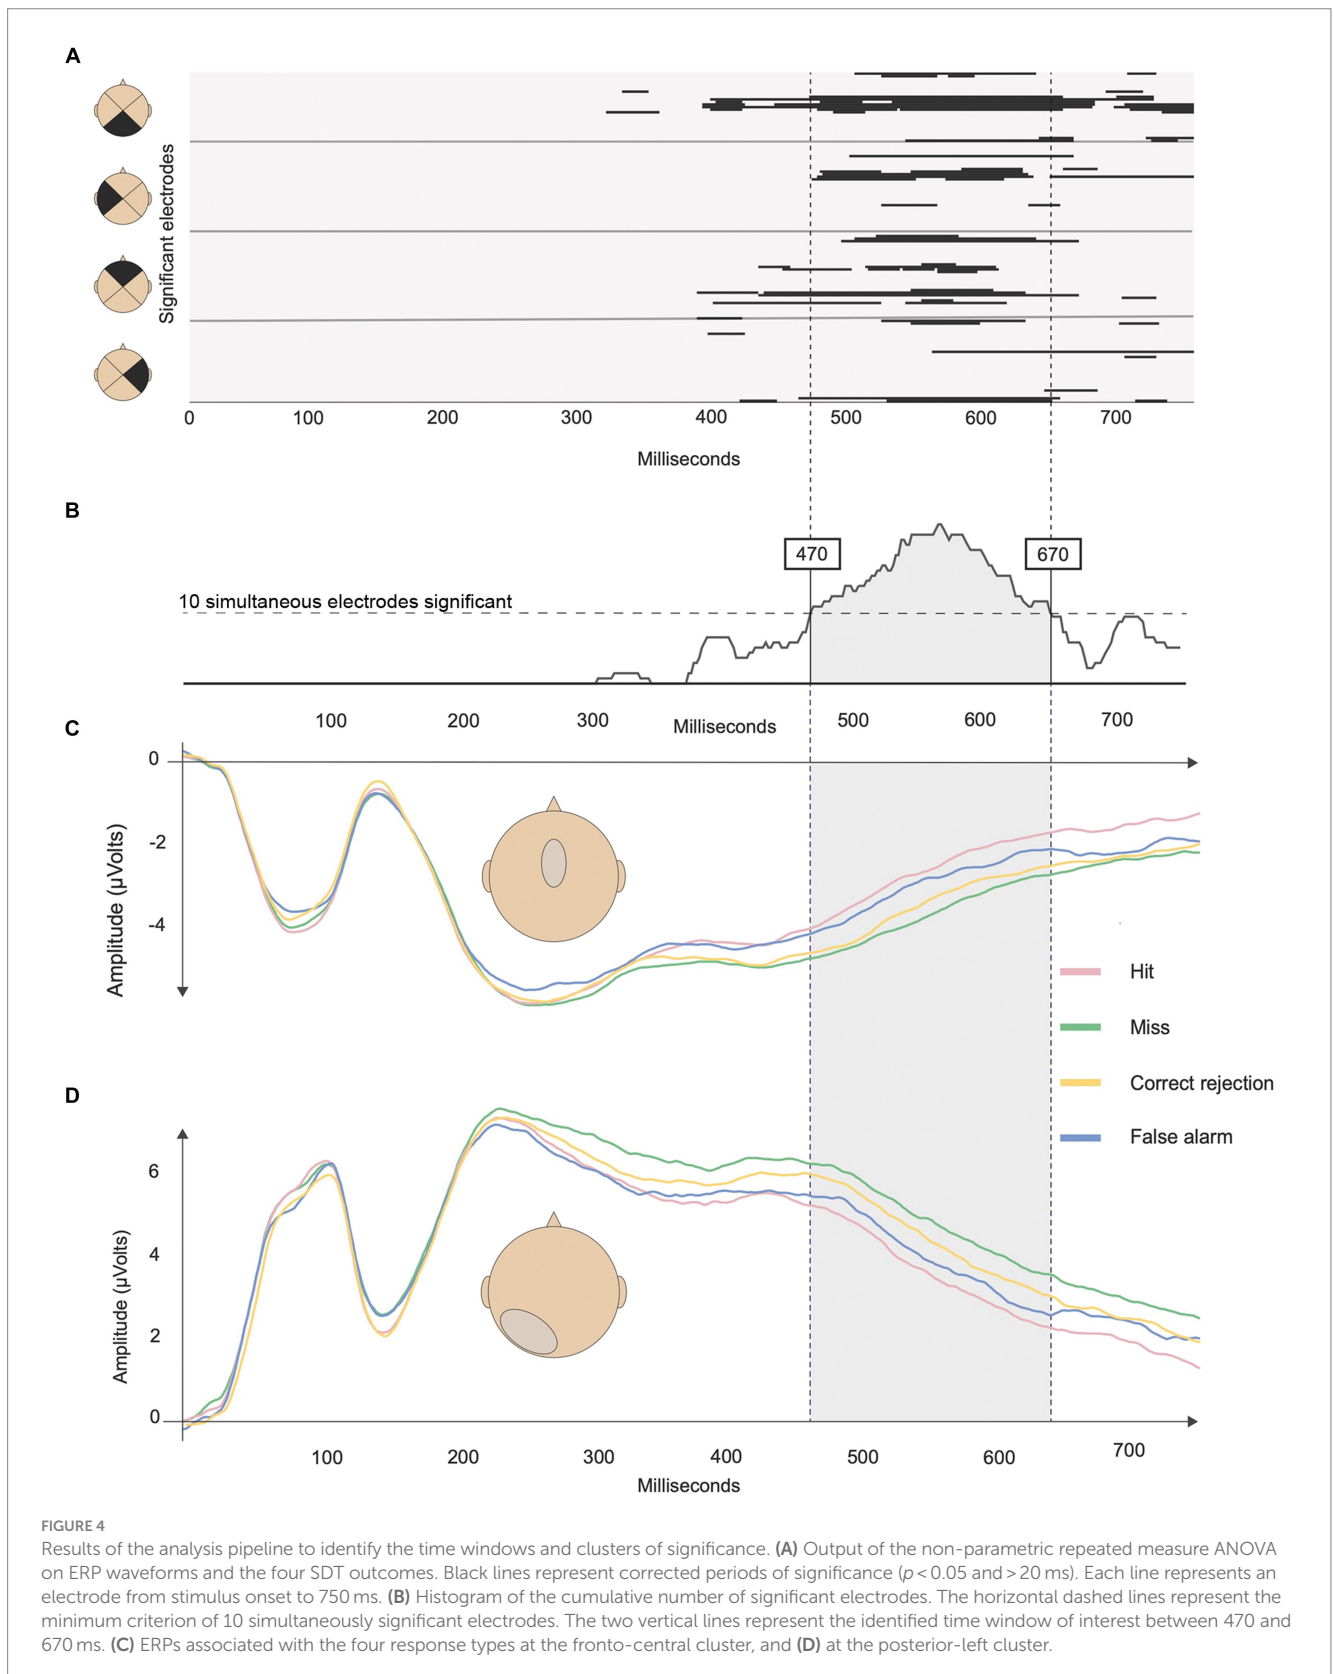 A
Significant electrodes
0 100 200 300 400 500 600 700
Milliseconds
B
470
670
10 simultaneous electrodes significant
100 200 300 Milliseconds 500 600 700
C
0
-2
-4
Amplitude (µVolts)
Hit
Miss
Correct rejection
False alarm
D
6
4
2
0
Amplitude (µVolts)
100 200 300 400 500 600 700
Milliseconds
FIGURE 4
Results of the analysis pipeline to identify the time windows and clusters of significance. (A) Output of the non-parametric repeated measure ANOVA
on ERP waveforms and the four SDT outcomes. Black lines represent corrected periods of significance (p < 0.05 and > 20 ms). Each line represents an
electrode from stimulus onset to 750 ms. (B) Histogram of the cumulative number of significant electrodes. The horizontal dashed lines represent the
minimum criterion of 10 simultaneously significant electrodes. The two vertical lines represent the identified time window of interest between 470 and
670 ms. (C) ERPs associated with the four response types at the fronto-central cluster, and (D) at the posterior-left cluster.